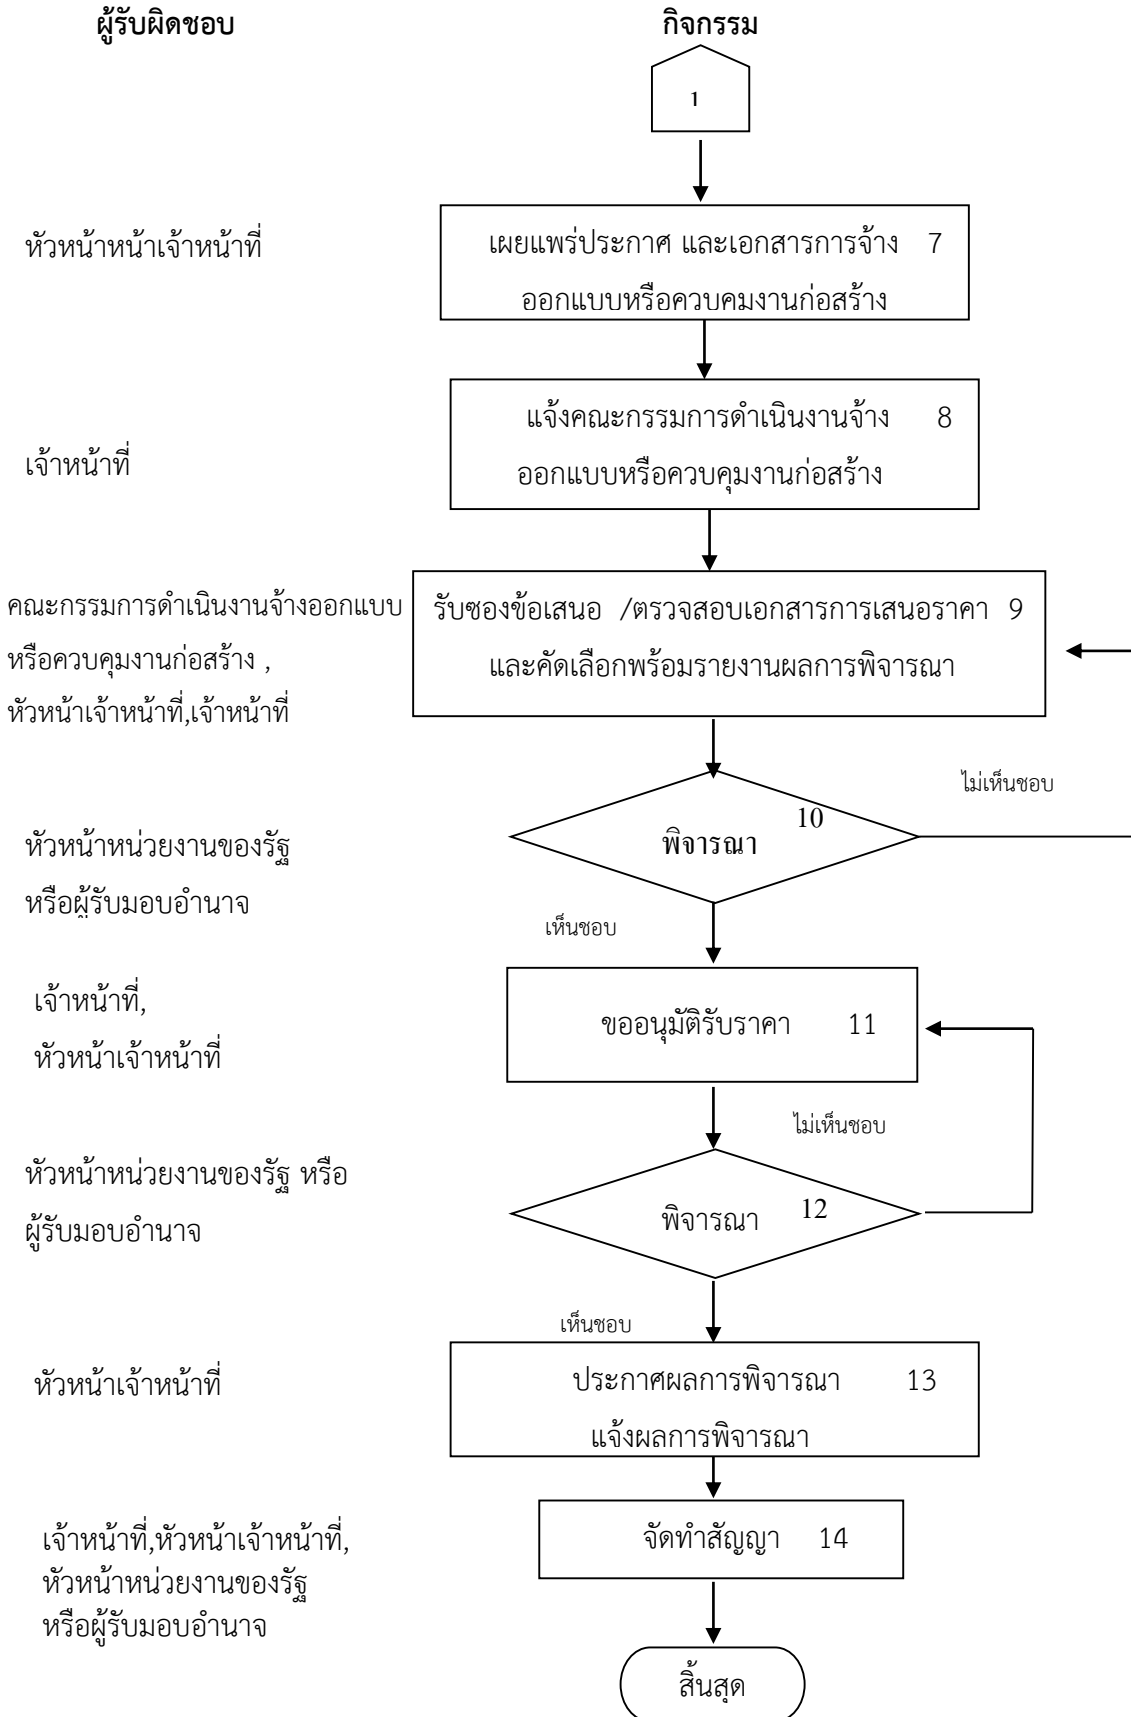 ผู้รับผิดชอบ
กิจกรรม
1
หัวหน้าหน้าเจ้าหน้าที่
เผยแพร่ประกาศ และเอกสารการจ้าง 7
ออกแบบหรือควบคมงานก่อสร้าง
เจ้าหน้าที่
แจ้งคณะกรรมการดำเนินงานจ้าง 8
ออกแบบหรือควบคุมงานก่อสร้าง
คณะกรรมการดำเนินงานจ้างออกแบบ
หรือควบคุมงานก่อสร้าง ,
หัวหน้าเจ้าหน้าที่,เจ้าหน้าที่
รับซองข้อเสนอ /ตรวจสอบเอกสารการเสนอราคา 9
และคัดเลือกพร้อมรายงานผลการพิจารณา
ไม่เห็นชอบ
หัวหน้าหน่วยงานของรัฐ
หรือผู้รับมอบอำนาจ
พิจารณา 10
เห็นชอบ
เจ้าหน้าที่,
หัวหน้าเจ้าหน้าที่
ขออนุมัติรับราคา 11
ไม่เห็นชอบ
หัวหน้าหน่วยงานของรัฐ หรือ
ผู้รับมอบอำนาจ
พิจารณา 12
เห็นชอบ
หัวหน้าเจ้าหน้าที่
ประกาศผลการพิจารณา 13
แจ้งผลการพิจารณา
เจ้าหน้าที่,หัวหน้าเจ้าหน้าที่,
หัวหน้าหน่วยงานของรัฐ
หรือผู้รับมอบอำนาจ
จัดทำสัญญา 14
สิ้นสุด